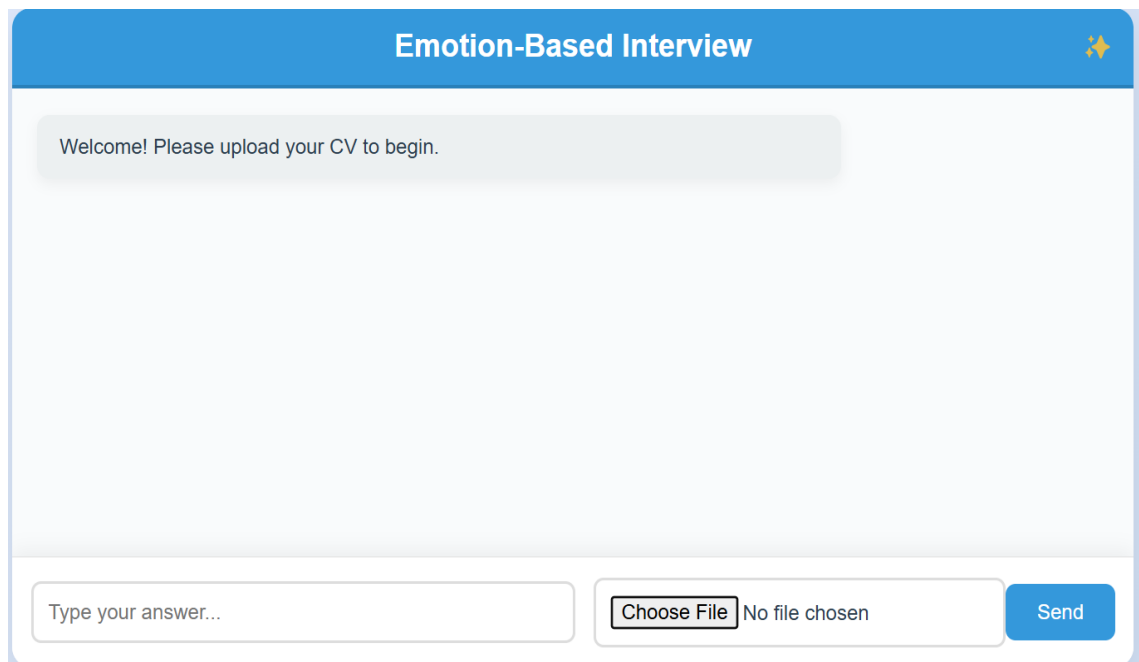 Emotion-Based Interview
Welcome! Please upload your CV to begin.
Type your answer...
Choose File No file chosen
Send